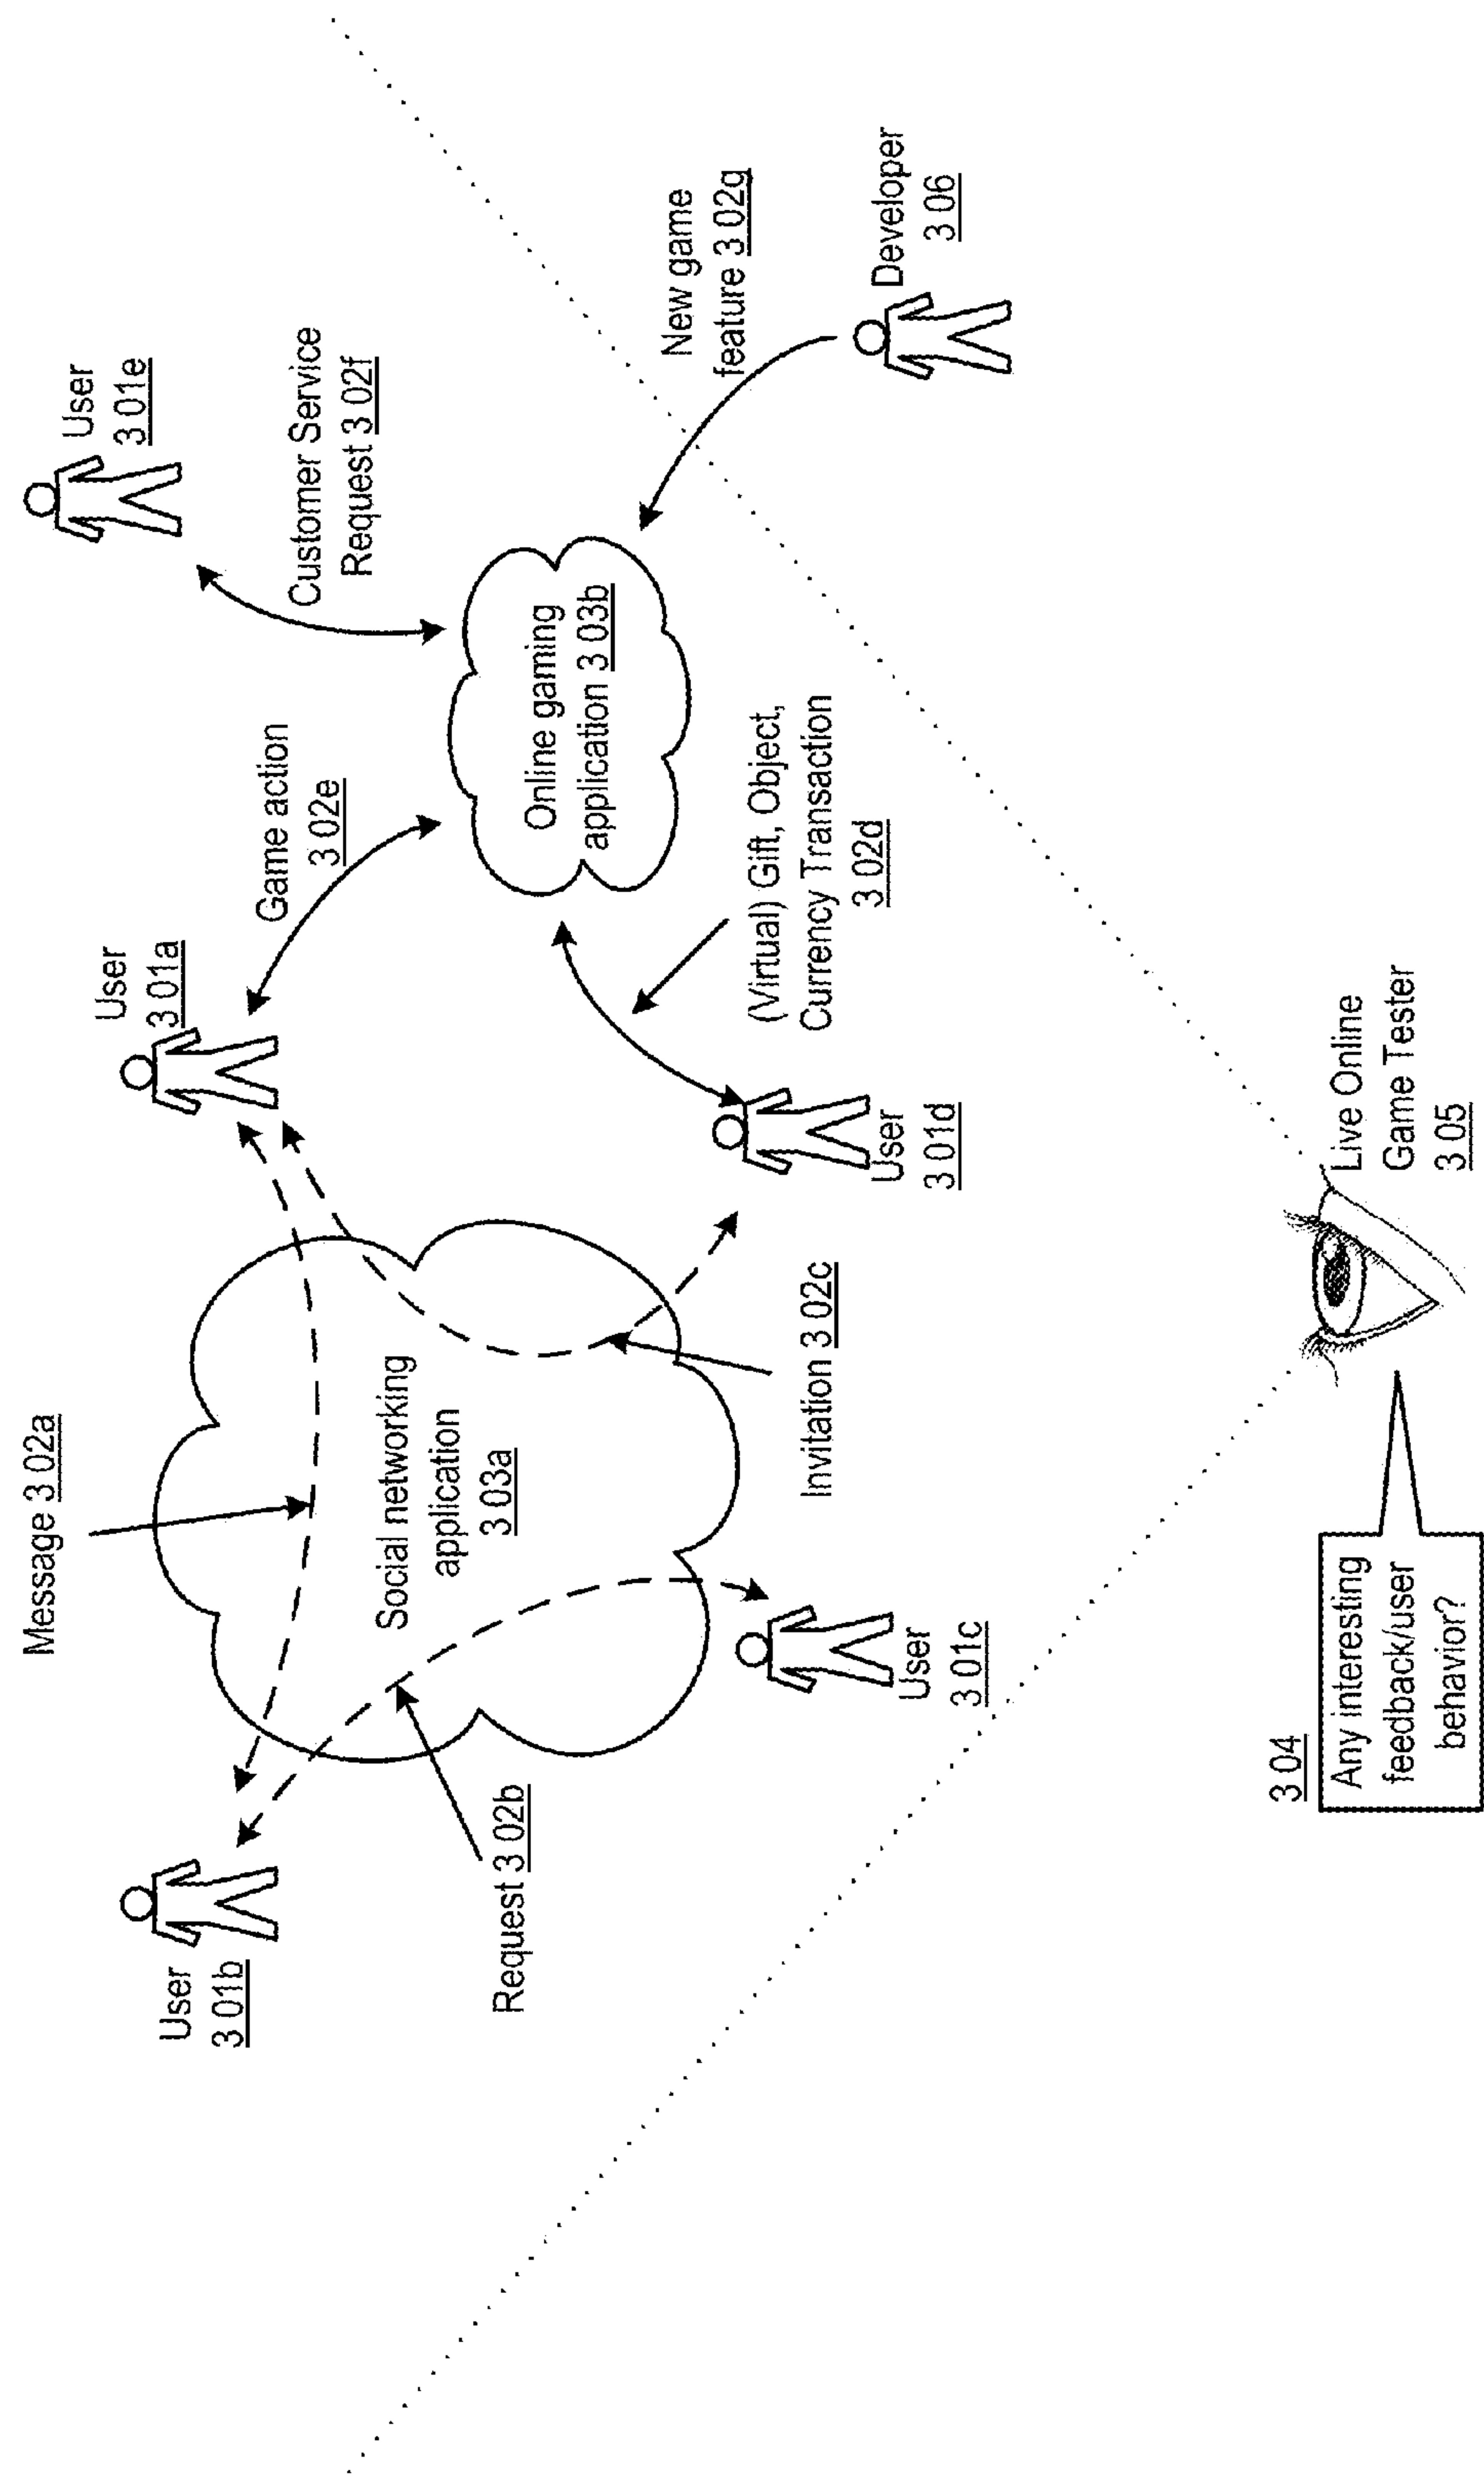 User
3 01e
Customer Service
Request 3 02f
New game
feature 3 02g
Developer
3 06
User
3 01a
Game action
3 02e
Online gaming
application 3 03b
(Virtual) Gift, Object,
Currency Transaction
3 02d
Message 3 02a
Social networking
application
3 03a
User
3 01d
Invitation 3 02c
User
3 01b
Request 3 02b
User
3 01c
3 04
Any interesting
feedback/user
behavior?
Live Online
Game Tester
3 05